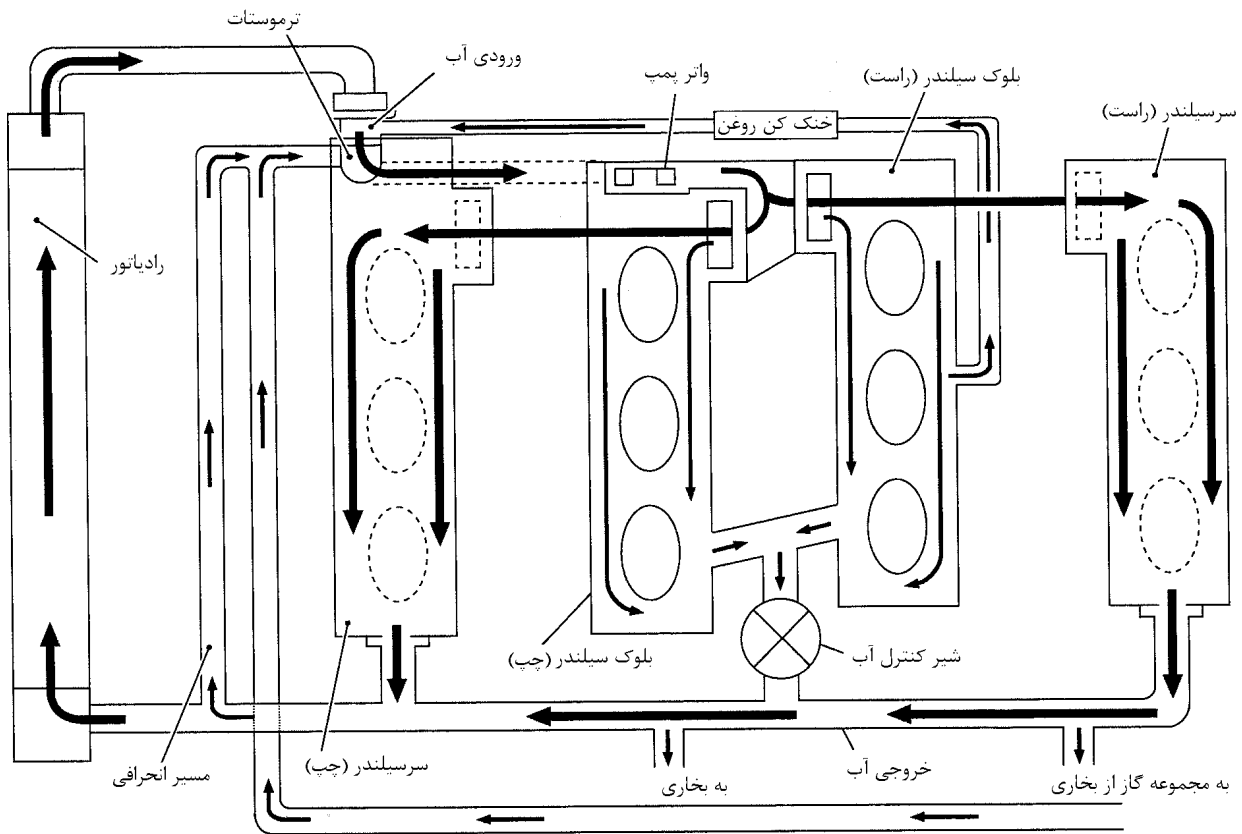 ترموستات
ورودی آب
واتر پمپ
بلوک سیلندر (راست)
سرسیلندر (راست)
خنک کن روغن
رادیاتور
بلوک سیلندر (چپ)
شیر کنترل آب
مسیر انحرافی
سرسیلندر (چپ)
به بخاری
خروجی آب
به مجموعه گاز از بخاری